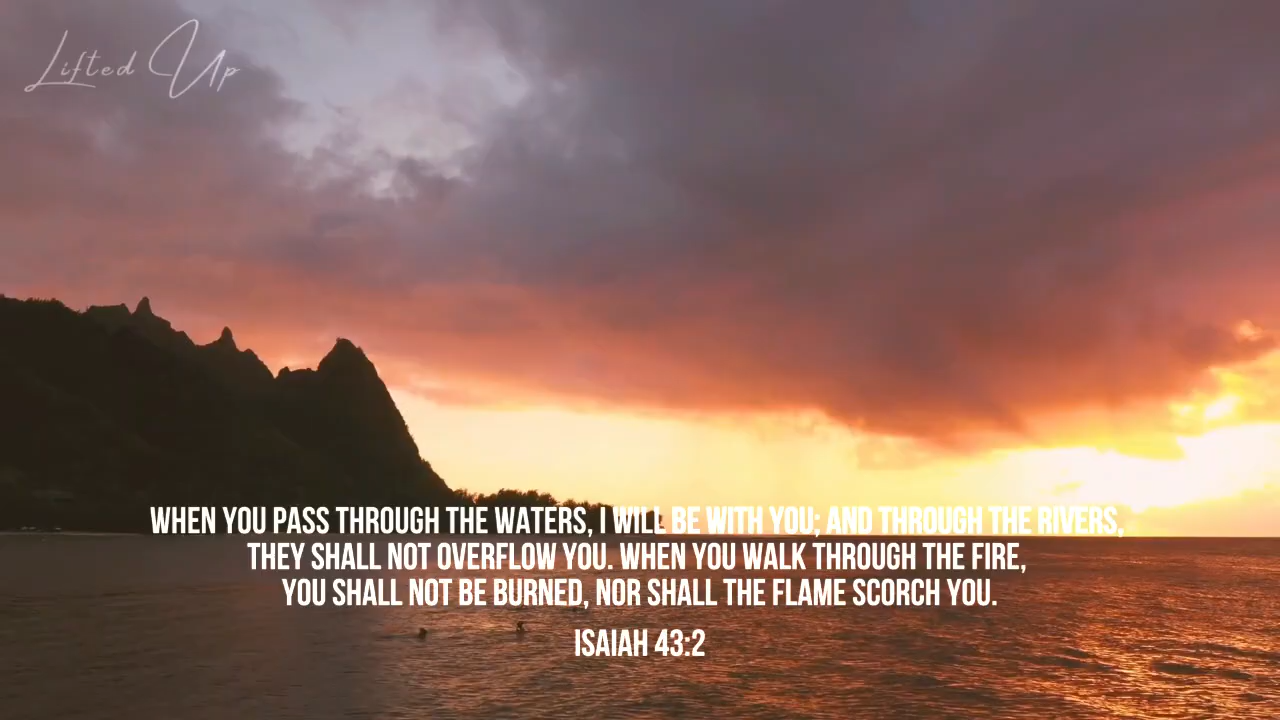 Lifted Up
WHEN YOU PASS THROUGH THE WATERS, I WILL BE WITH YOU; AND THROUGH THE RIVERS,
THEY SHALL NOT OVERFLOW YOU. WHEN YOU WALK THROUGH THE FIRE,
YOU SHALL NOT BE BURNED, NOR SHALL THE FLAME SCORCH YOU.
ISAIAH 43:2